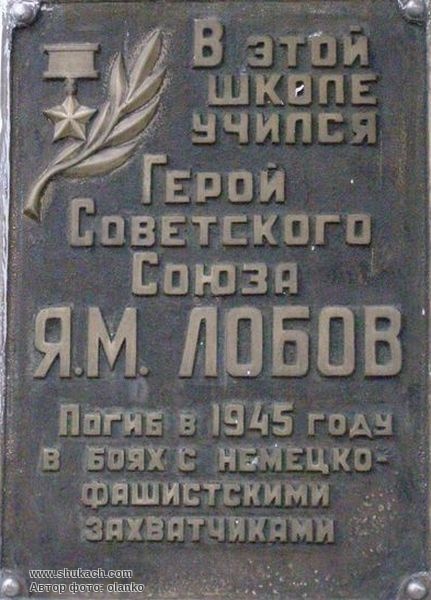 В этой
школе
учился
Герой
Советского
Союза
Я.М. Лобов
Погиб в 1945 году
в боях с немецко-
фашистскими
захватчиками
www.shukach.com
Автор фото: olanko